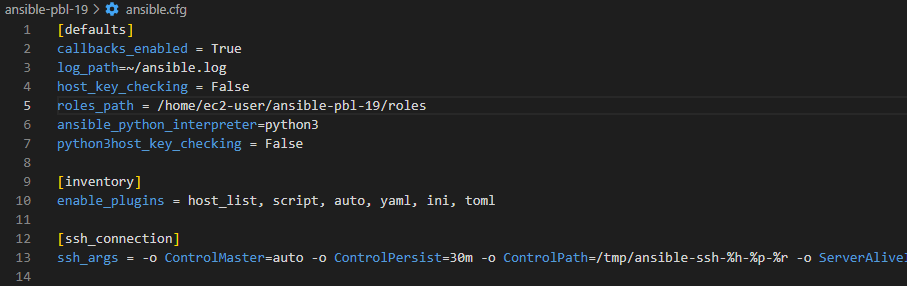 ansible-pbl-19 > ansible.cfg
1 [defaults]
2 callbacks_enabled = True
3 log_path=~/ansible.log
4 host_key_checking = False
5 roles_path = /home/ec2-user/ansible-pbl-19/roles
6 ansible_python_interpreter=python3
7 python3host_key_checking = False
8
9 [inventory]
10 enable_plugins = host_list, script, auto, yaml, ini, toml
11
12 [ssh_connection]
13 ssh_args = -o ControlMaster=auto -o ControlPersist=30m -o ControlPath=/tmp/ansible-ssh-%h-%p-%r -o
14